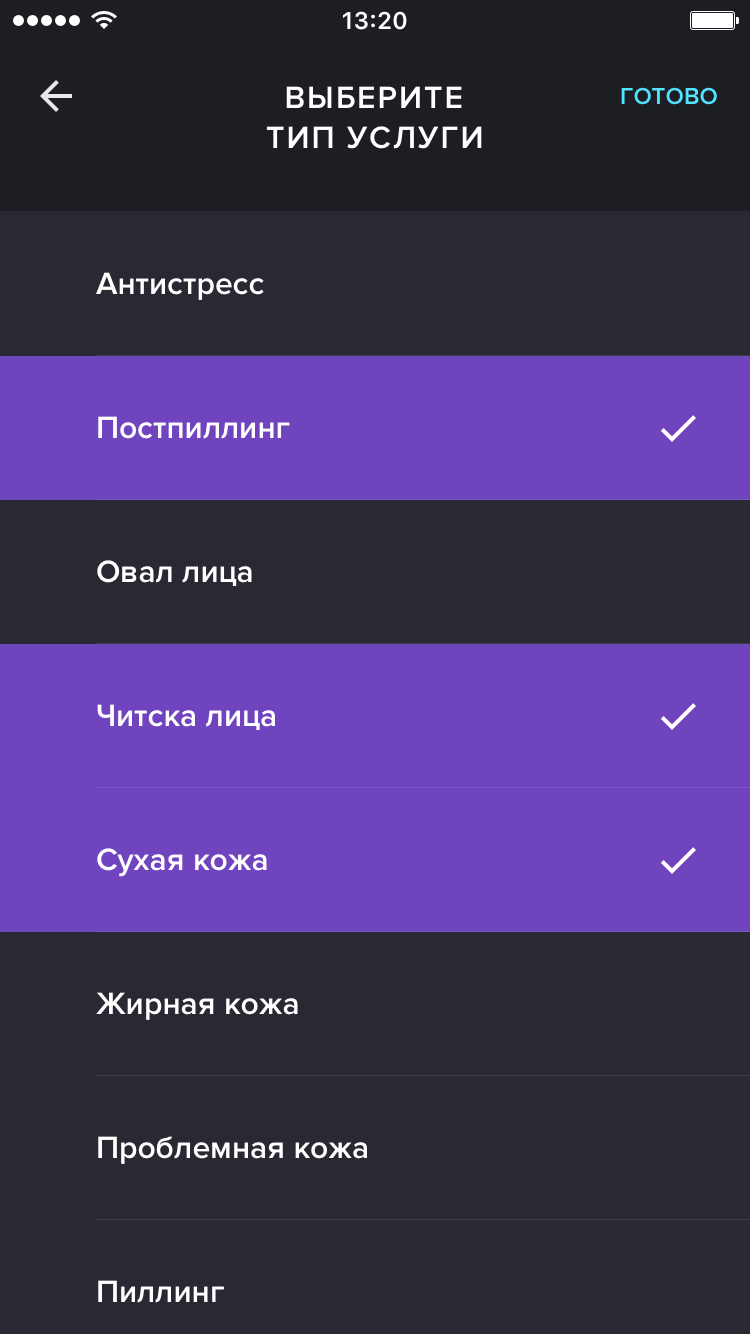 13:20
ВЫБЕРИТЕ
ТИП УСЛУГИ
ГОТОВО
Антистресс
Постпиллинг
Овал лица
Читска лица
Сухая кожа
Жирная кожа
Проблемная кожа
Пиллинг